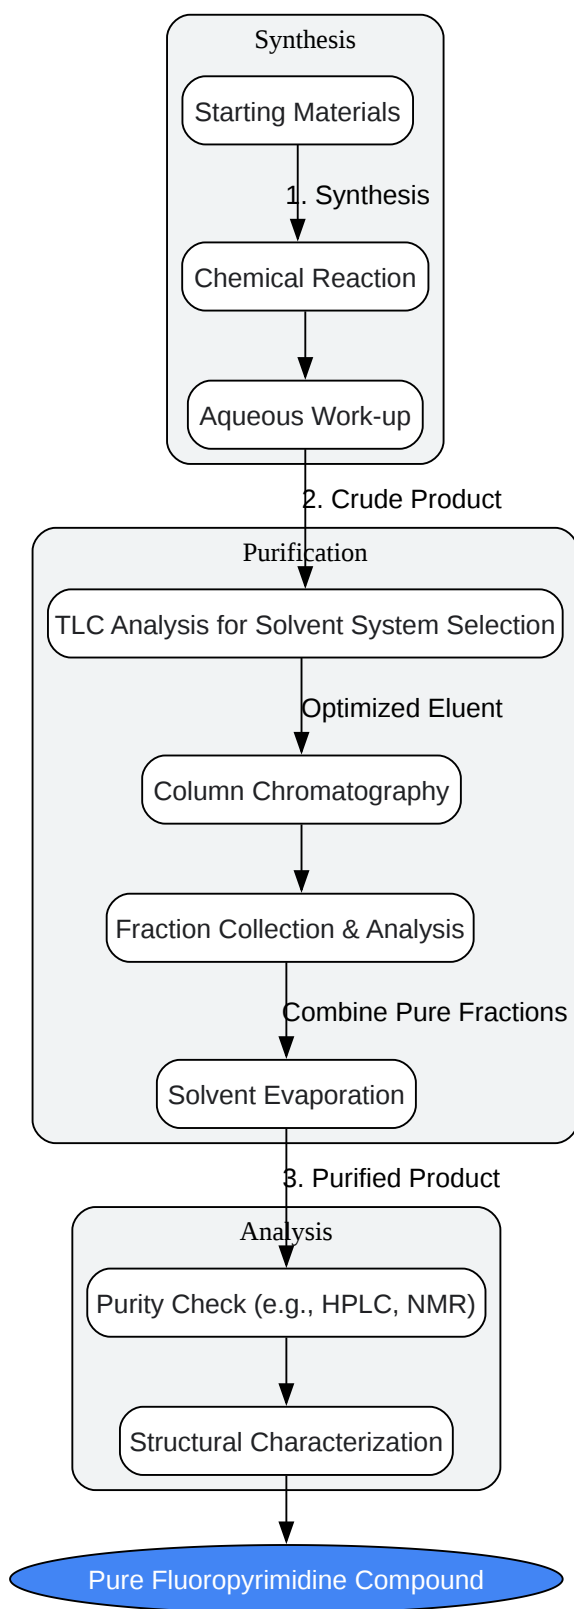 Synthesis
Starting Materials
1. Synthesis
Chemical Reaction
Aqueous Work-up
2. Crude Product
Purification
TLC Analysis for Solvent System Selection
Optimized Eluent
Column Chromatography
Fraction Collection & Analysis
Combine Pure Fractions
Solvent Evaporation
3. Purified Product
Analysis
Purity Check (e.g., HPLC, NMR)
Structural Characterization
Pure Fluoropyrimidine Compound